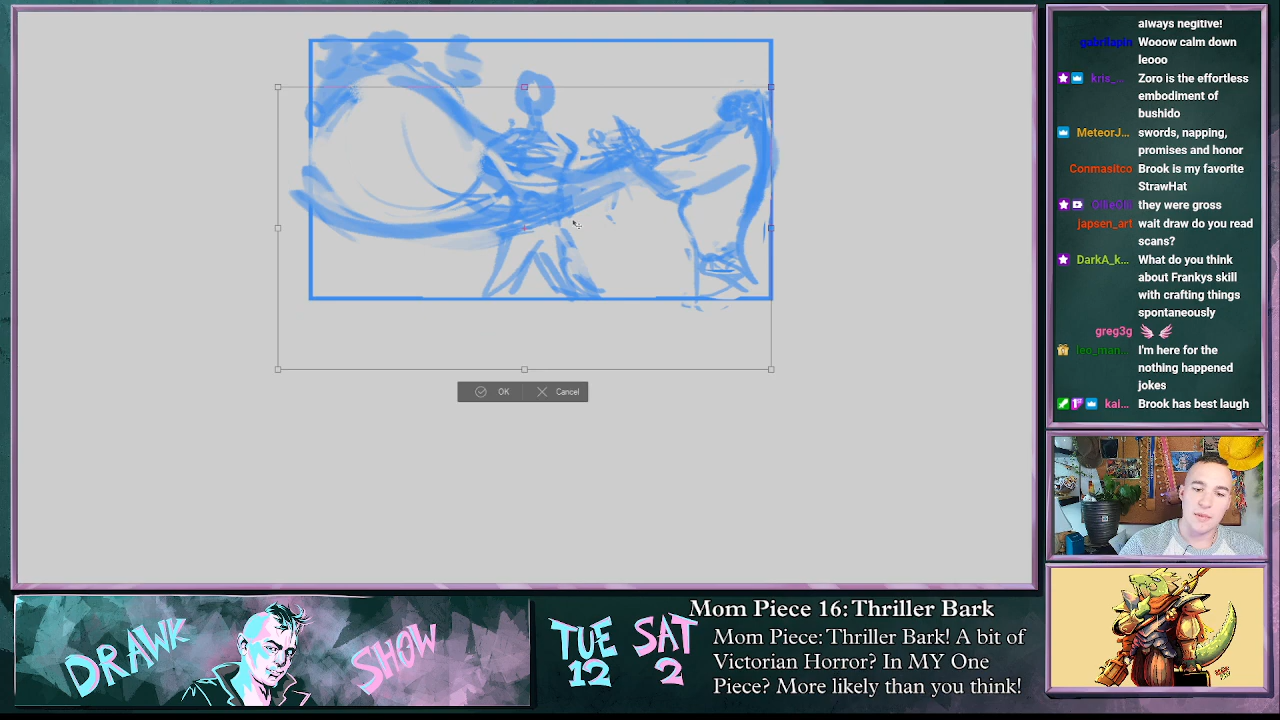 always negitive!
gabrilapin Wooow calm down
leooo
kris_... Zoro is the effortless
embodiment of
bushido
MeteorJ... swords, napping,
promises and honor
Conmasitco Brook is my favorite
StrawHat
they were gross
japsen_art wait draw do you read
scans?
DarkA_k... What do you think
about Frankys skill
with crafting things
spontaneously
greg3g
leo_man... I'm here for the
nothing happened
jokes
kai... Brook has best laugh
OK Cancel
DRAWK
SHOW
TUE SAT
12 2
Mom Piece 16: Thriller Bark
Mom Piece: Thriller Bark! A bit of
Victorian Horror? In MY One
Piece? More likely than you think!